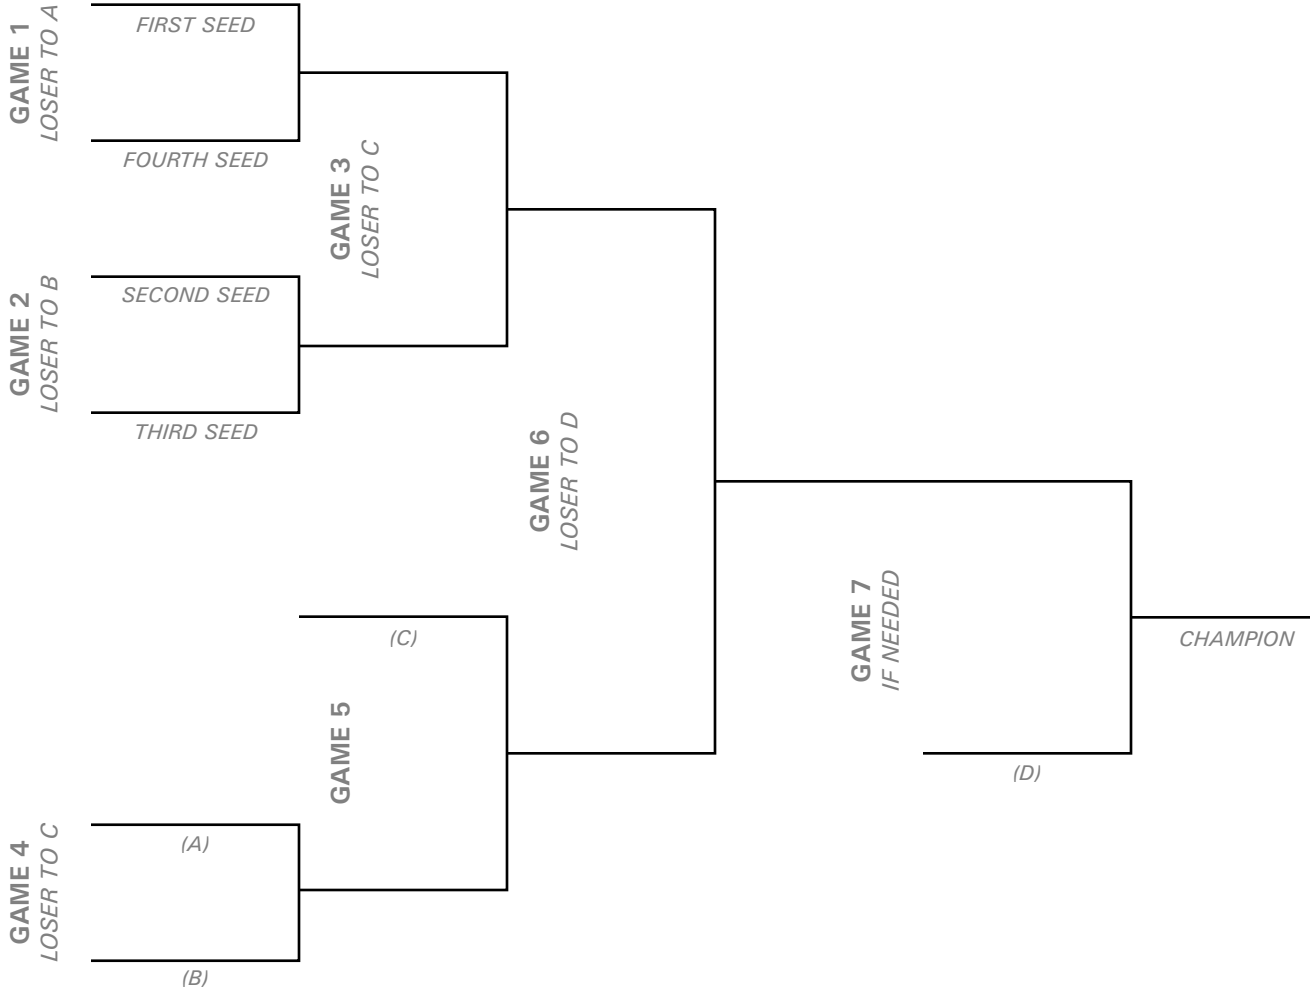 GAME 1
LOSER TO A
FIRST SEED
FOURTH SEED
GAME 3
LOSER TO C
GAME 2
LOSER TO B
SECOND SEED
THIRD SEED
GAME 6
LOSER TO D
GAME 7
IF NEEDED
CHAMPION
(C)
GAME 5
(D)
GAME 4
LOSER TO C
(A)
(B)